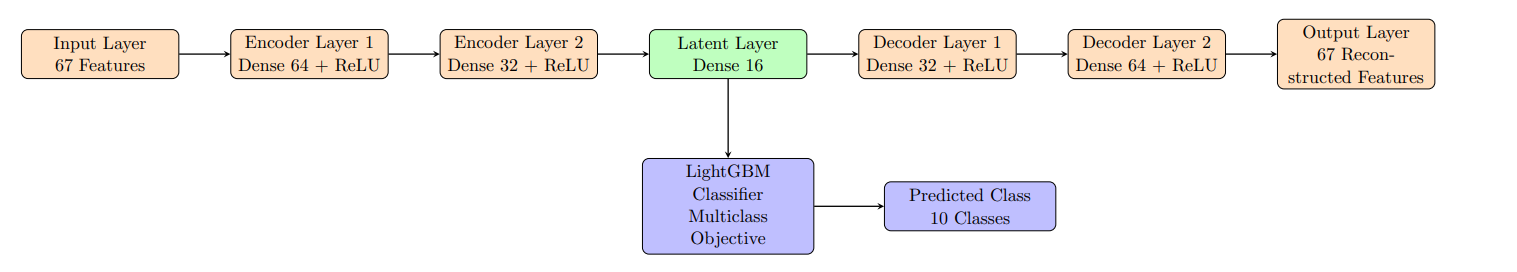 Input Layer
67 Features
Encoder Layer 1
Dense 64 + ReLU
Encoder Layer 2
Dense 32 + ReLU
Latent Layer
Dense 16
Decoder Layer 1
Dense 32 + ReLU
Decoder Layer 2
Dense 64 + ReLU
Output Layer
67 Recon-
structed Features
LightGBM
Classifier
Multiclass
Objective
Predicted Class
10 Classes